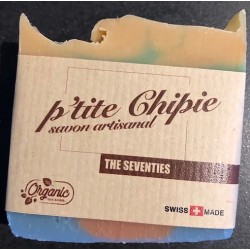 p'tite Chipie
savon artisanal
THE SEVENTIES
Organic
SWISS MADE